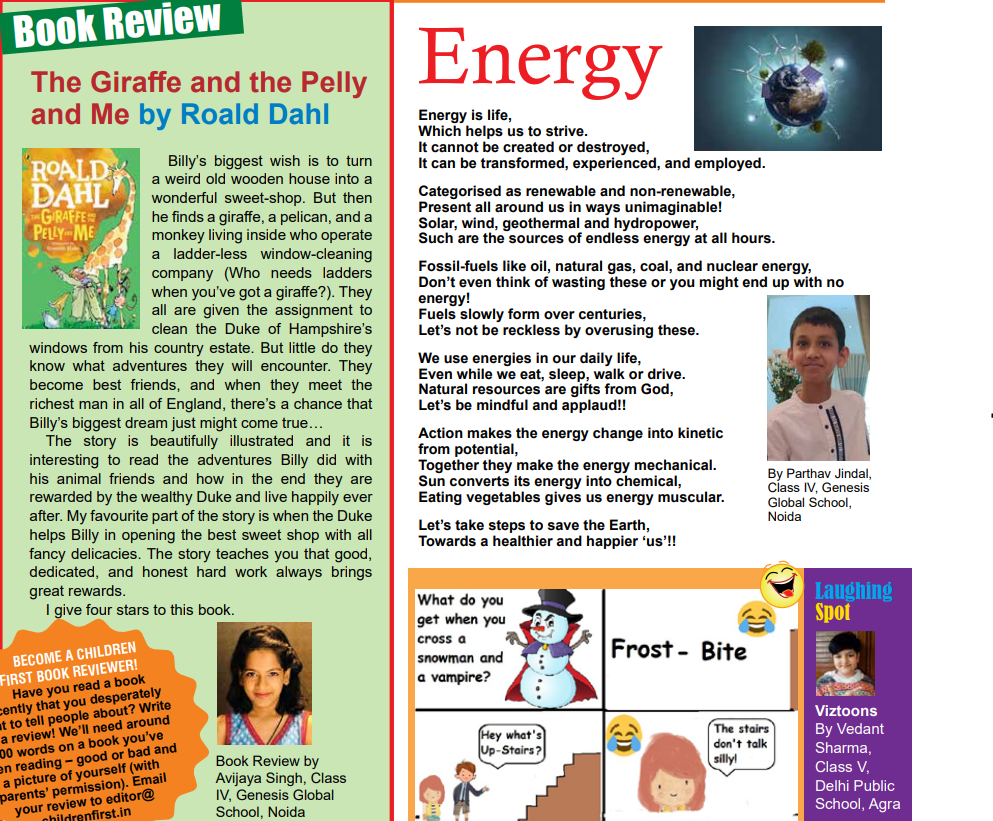 Book Review
The Giraffe and the Pelly
and Me by Roald Dahl
ROALD
DAHL
THE GIRAFFE AND THE
PELLY AND ME
Billy's biggest wish is to turn
a weird old wooden house into a
wonderful sweet-shop. But then
he finds a giraffe, a pelican, and a
monkey living inside who operate
a ladder-less window-cleaning
company (Who needs ladders
when you've got a giraffe?). They
all are given the assignment to
clean the Duke of Hampshire's
windows from his country estate. But little do they
know what adventures they will encounter. They
become best friends, and when they meet the
richest man in all of England, there's a chance that
Billy's biggest dream just might come true…
The story is beautifully illustrated and it is
interesting to read the adventures Billy did with
his animal friends and how in the end they are
rewarded by the wealthy Duke and live happily ever
after. My favourite part of the story is when the Duke
helps Billy in opening the best sweet shop with all
fancy delicacies. The story teaches you that good,
dedicated, and honest hard work always brings
great rewards.
I give four stars to this book.
BECOME A CHILDREN
FIRST BOOK REVIEWER!
Have you read a book
cently that you desperately
nt to tell people about? Write
a review! We'll need around
00 words on a book you've
en reading – good or bad and
a picture of yourself (with
parents' permission). Email
your review to editor@
childrenfirst.in
Book Review by
Avijaya Singh, Class
IV, Genesis Global
School, Noida
Energy
Energy is life,
Which helps us to strive.
It cannot be created or destroyed,
It can be transformed, experienced, and employed.
Categorised as renewable and non-renewable,
Present all around us in ways unimaginable!
Solar, wind, geothermal and hydropower,
Such are the sources of endless energy at all hours.
Fossil-fuels like oil, natural gas, coal, and nuclear energy,
Don't even think of wasting these or you might end up with no
energy!
Fuels slowly form over centuries,
Let's not be reckless by overusing these.
We use energies in our daily life,
Even while we eat, sleep, walk or drive.
Natural resources are gifts from God,
Let's be mindful and applaud!!
Action makes the energy change into kinetic
from potential,
Together they make the energy mechanical.
Sun converts its energy into chemical,
Eating vegetables gives us energy muscular.
Let's take steps to save the Earth,
Towards a healthier and happier 'us'!!
By Parthav Jindal,
Class IV, Genesis
Global School,
Noida
What do you
get when you
cross a
snowman and
a vampire?
Frost - Bite
Hey what's
Up-Stairs?
The stairs
don't talk
silly!
Laughing
Spot
Viztoons
By Vedant
Sharma,
Class V,
Delhi Public
School, Agra